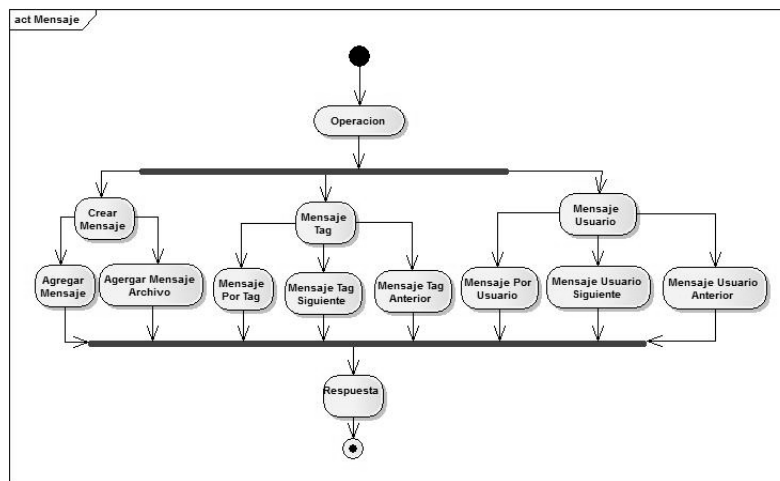 act Mensaje
Operacion
Crear
Mensaje
Mensaje
Tag
Mensaje
Usuario
Agregar
Mensaje
Agergar Mensaje
Archivo
Mensaje
Por Tag
Mensaje Tag
Siguiente
Mensaje Tag
Anterior
Mensaje Por
Usuario
Mensaje Usuario
Siguiente
Mensaje Usuario
Anterior
Respuesta